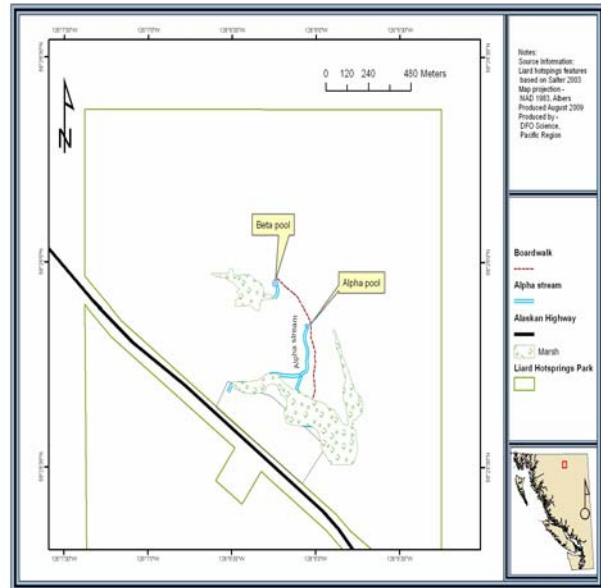 0 120 240 480 Meters
N
Beta pool
Alpha pool
Alpha stream
Notes:
Source Information:
Liard hotspings features
based on Salter 2003
Map projection -
NAD 1983, Albers
Produced August 2009
Produced by -
DFO Science,
Pacific Region
Boardwalk
Alpha stream
Alaskan Highway
Marsh
Liard Hotsprings Park